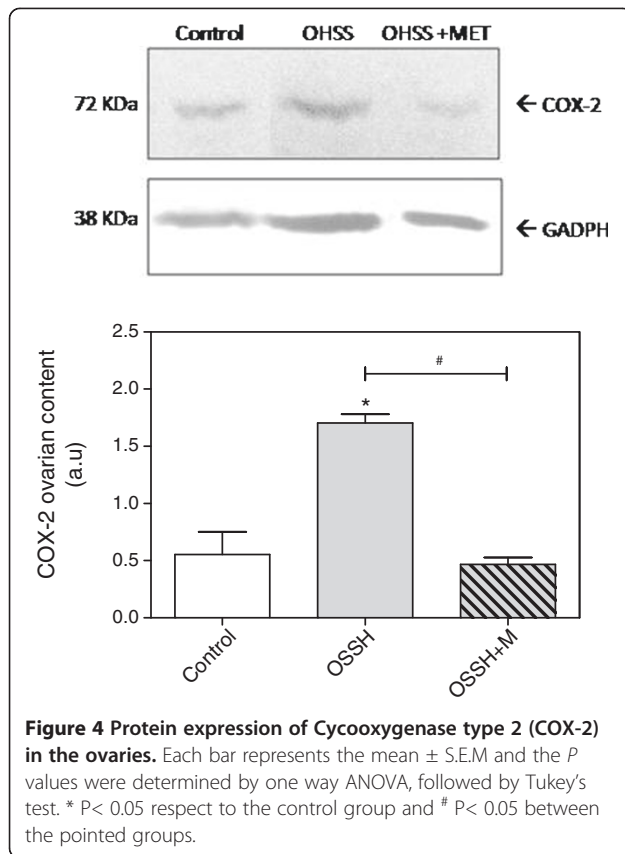 Control OHSS OHSS +MET
72 KDa ← COX-2
38 KDa ← GADPH
2.5
2.0
1.5
1.0
0.5
0.0
COX-2 ovarian content
(a.u)
*
#
Control
OSSH
OSSH+M
Figure 4 Protein expression of Cycooxygenase type 2 (COX-2)
in the ovaries. Each bar represents the mean ± S.E.M and the P
values were determined by one way ANOVA, followed by Tukey's
test. * P< 0.05 respect to the control group and # P< 0.05 between
the pointed groups.